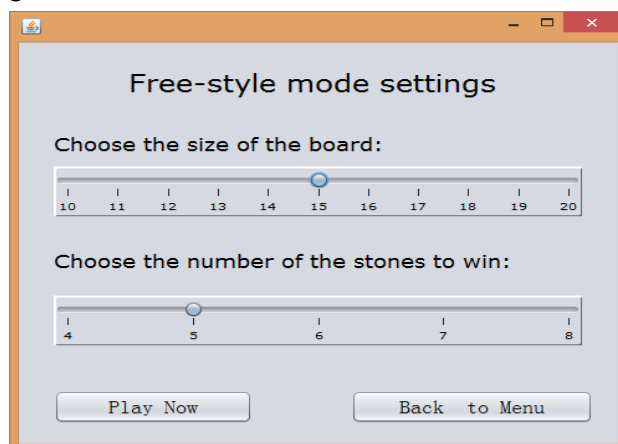 Free-style mode settings
Choose the size of the board:
10 11 12 13 14 15 16 17 18 19 20
Choose the number of the stones to win:
4 5 6 7 8
Play Now Back to Menu